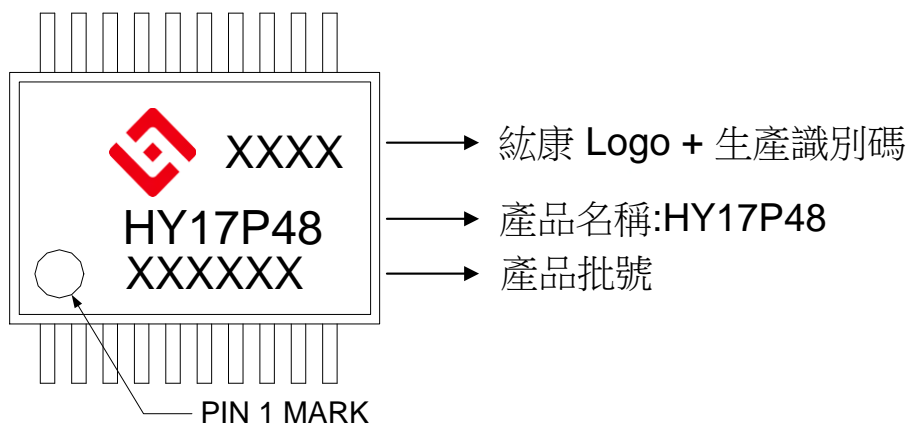 XXXX
紘康 Logo + 生產識別碼
HY17P48
產品名稱:HY17P48
XXXXXX
產品批號
PIN 1 MARK